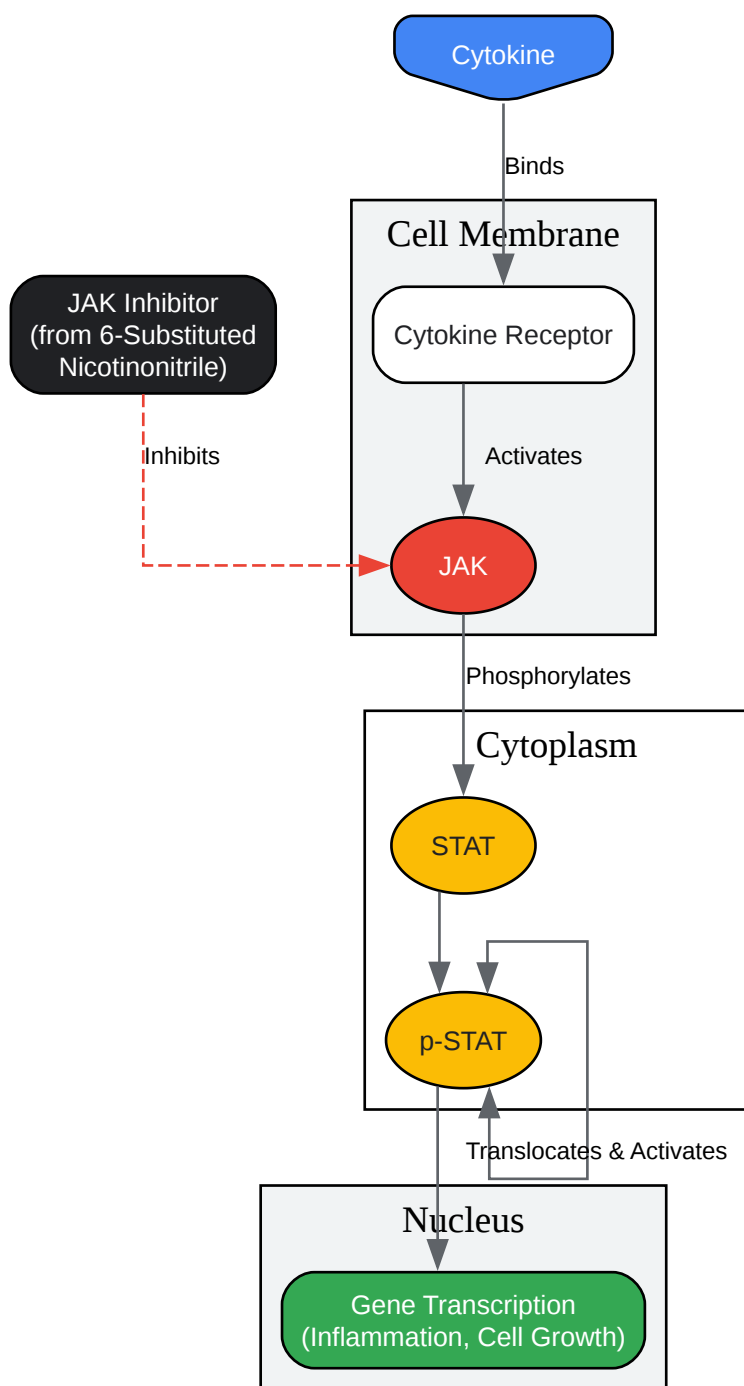 Cytokine
Binds
Cell Membrane
JAK Inhibitor
(from 6-Substituted
Nicotinonitrile)
Cytokine Receptor
Inhibits
Activates
JAK
Phosphorylates
Cytoplasm
STAT
p-STAT
Translocates & Activates
Nucleus
Gene Transcription
(Inflammation, Cell Growth)